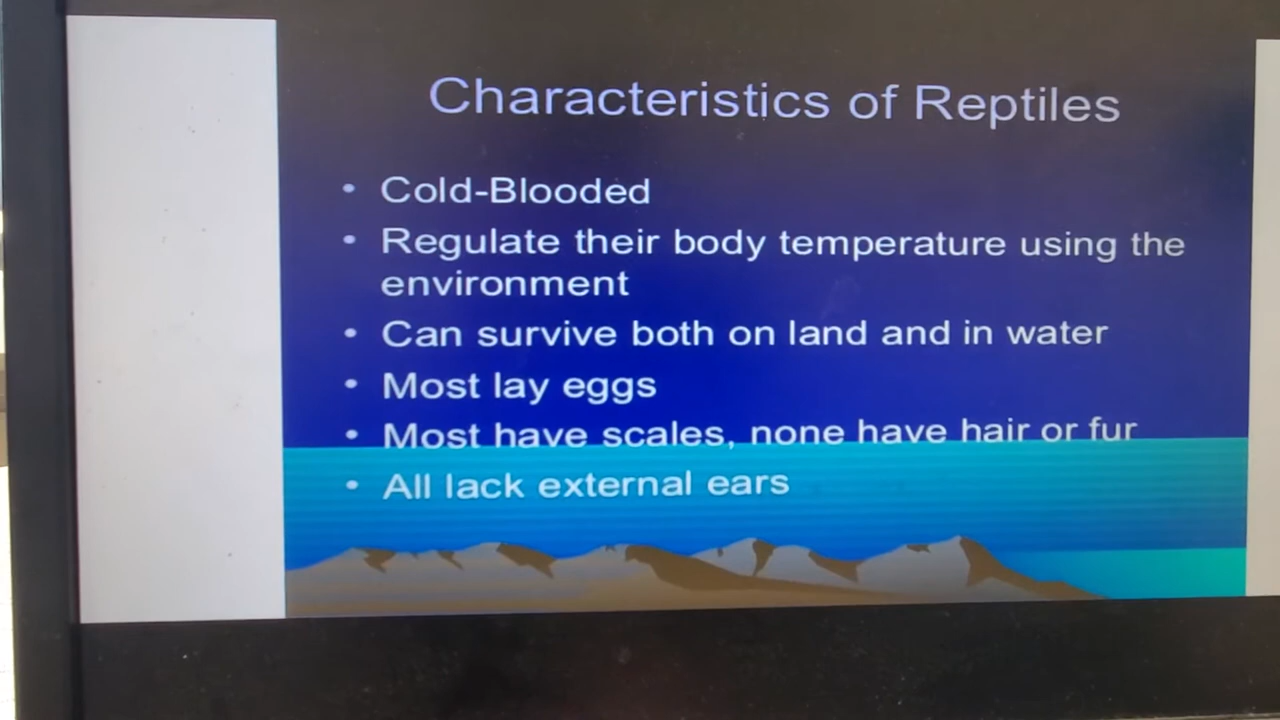 Characteristics of Reptiles
• Cold-Blooded
• Regulate their body temperature using the
environment
• Can survive both on land and in water
• Most lay eggs
• Most have scales, none have hair or fur
• All lack external ears